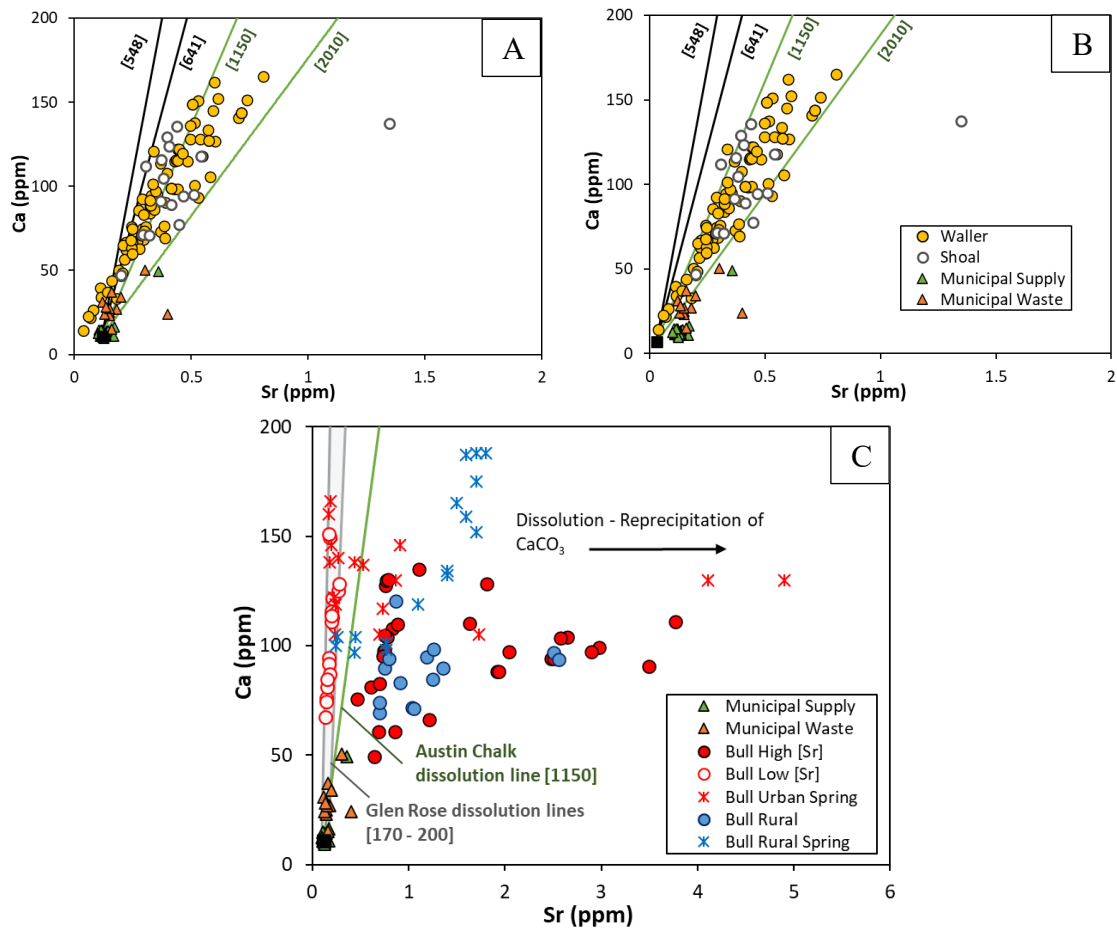 A
[548]
[641]
[1150]
[2010]
200
150
100
50
0
Ca (ppm)
0
0.5
1
1.5
2
Sr (ppm)
B
[548]
[641]
[1150]
[2010]
200
150
100
50
0
Ca (ppm)
Waller
Shoal
Municipal Supply
Municipal Waste
0
0.5
1
1.5
2
Sr (ppm)
C
200
150
100
50
0
Ca (ppm)
Dissolution - Reprecipitation of
CaCO₃
Austin Chalk
dissolution line [1150]
Glen Rose dissolution lines
[170 - 200]
Municipal Supply
Municipal Waste
Bull High [Sr]
Bull Low [Sr]
Bull Urban Spring
Bull Rural
Bull Rural Spring
0
1
2
3
4
5
6
Sr (ppm)